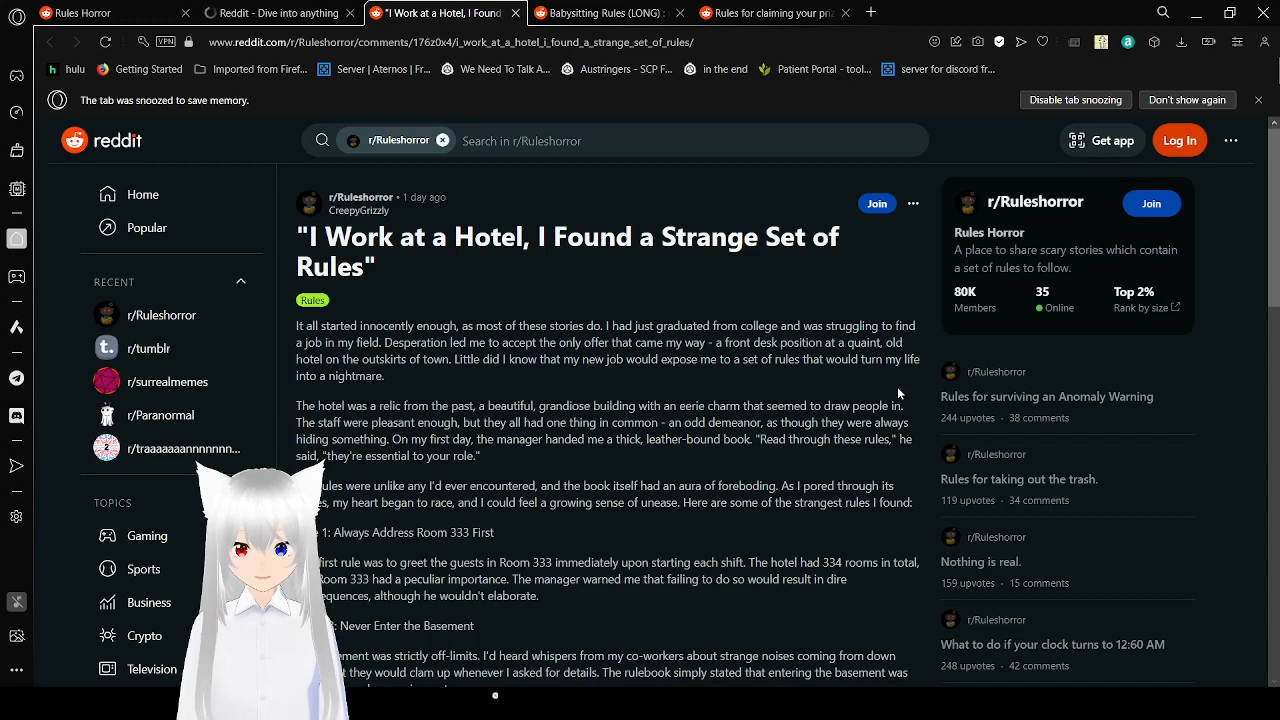 Rules Horror
Reddit - Dive into anything
"I Work at a Hotel, I Found
Babysitting Rules (LONG) :
Rules for claiming your pri
VPN
www.reddit.com/r/Ruleshorror/comments/176z0x4/i_work_at_a_hotel_i_found_a_strange_set_of_rules/
hulu
Getting Started
Imported from Firef...
Server | Aternos | Fr...
We Need To Talk A...
Austringers - SCP F...
in the end
Patient Portal - tool...
server for discord fr...
The tab was snoozed to save memory.
Disable tab snoozing
Don't show again
reddit
r/Ruleshorror
Search in r/Ruleshorror
Get app
Log In
Home
Popular
RECENT
r/Ruleshorror
r/tumblr
r/surrealmemes
r/Paranormal
r/traaaaaaannnnnnn...
TOPICS
Gaming
Sports
Business
Crypto
Television
r/Ruleshorror • 1 day ago
CreepyGrizzly
Join
"I Work at a Hotel, I Found a Strange Set of
Rules"
Rules
It all started innocently enough, as most of these stories do. I had just graduated from college and was struggling to find
a job in my field. Desperation led me to accept the only offer that came my way - a front desk position at a quaint, old
hotel on the outskirts of town. Little did I know that my new job would expose me to a set of rules that would turn my life
into a nightmare.
The hotel was a relic from the past, a beautiful, grandiose building with an eerie charm that seemed to draw people in.
The staff were pleasant enough, but they all had one thing in common - an odd demeanor, as though they were always
hiding something. On my first day, the manager handed me a thick, leather-bound book. "Read through these rules," he
said, "they're essential to your role."
ules were unlike any I'd ever encountered, and the book itself had an aura of foreboding. As I pored through its
es, my heart began to race, and I could feel a growing sense of unease. Here are some of the strangest rules I found:
1: Always Address Room 333 First
first rule was to greet the guests in Room 333 immediately upon starting each shift. The hotel had 334 rooms in total,
Room 333 had a peculiar importance. The manager warned me that failing to do so would result in dire
equences, although he wouldn't elaborate.
: Never Enter the Basement
ement was strictly off-limits. I'd heard whispers from my co-workers about strange noises coming from down
t they would clam up whenever I asked for details. The rulebook simply stated that entering the basement was
r/Ruleshorror
Join
Rules Horror
A place to share scary stories which contain
a set of rules to follow.
80K
35
Top 2%
Members
Online
Rank by size
r/Ruleshorror
Rules for surviving an Anomaly Warning
244 upvotes · 38 comments
r/Ruleshorror
Rules for taking out the trash.
119 upvotes · 34 comments
r/Ruleshorror
Nothing is real.
159 upvotes · 15 comments
r/Ruleshorror
What to do if your clock turns to 12:60 AM
248 upvotes · 42 comments